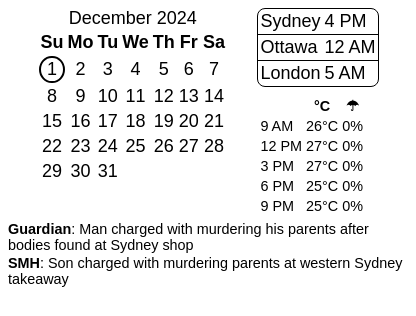 December 2024
Su Mo Tu We Th Fr Sa
1 2 3 4 5 6 7
8 9 10 11 12 13 14
15 16 17 18 19 20 21
22 23 24 25 26 27 28
29 30 31
Sydney 4 PM
Ottawa 12 AM
London 5 AM
°C ☂
9 AM 26°C 0%
12 PM 27°C 0%
3 PM 27°C 0%
6 PM 25°C 0%
9 PM 25°C 0%
Guardian: Man charged with murdering his parents after
bodies found at Sydney shop
SMH: Son charged with murdering parents at western Sydney
takeaway